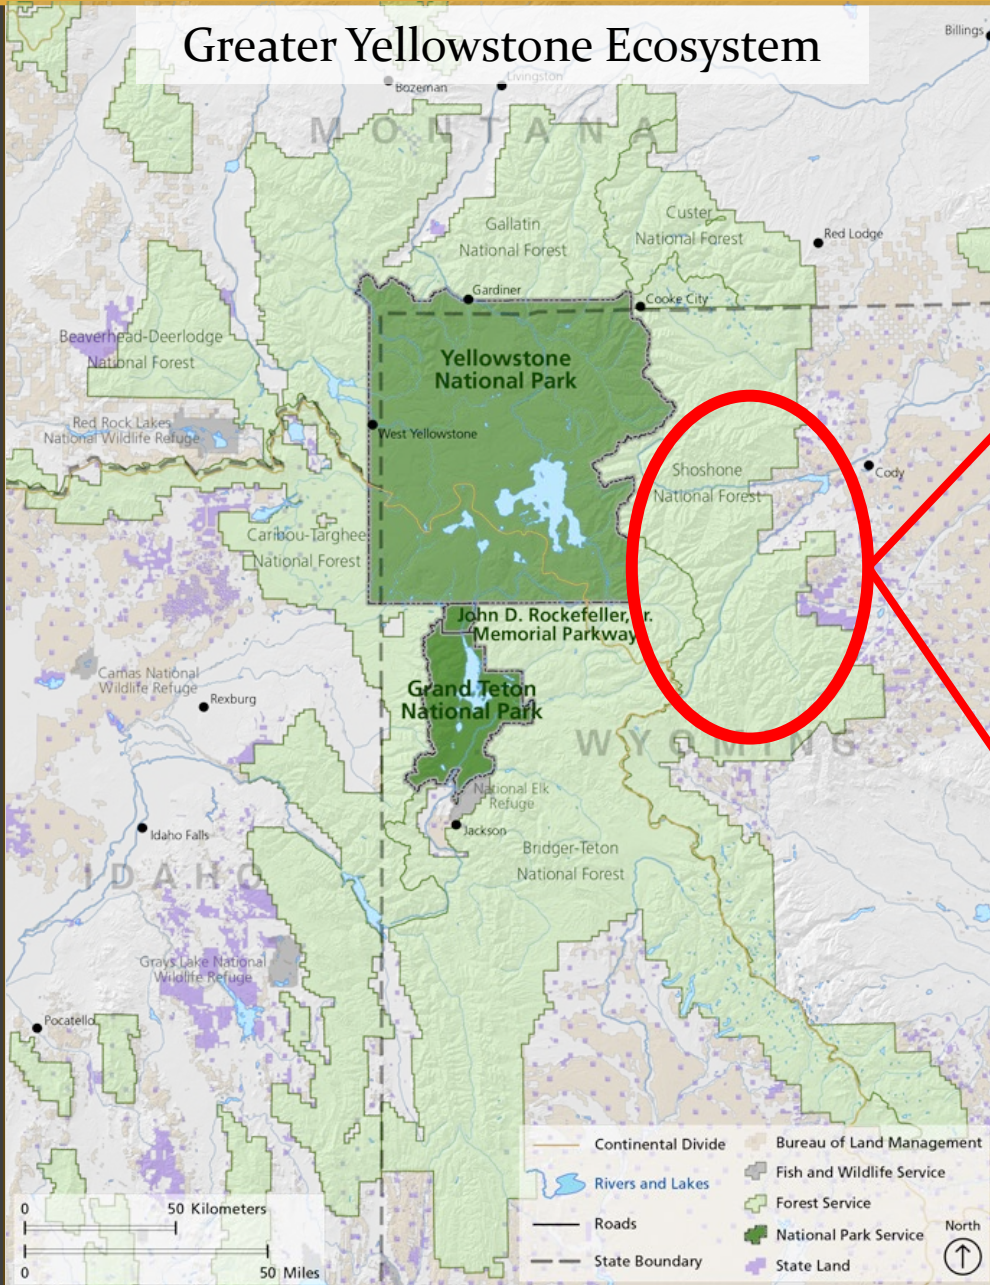 Greater Yellowstone Ecosystem
Billings
Bozeman
Livingston
MONTANA
Gallatin
National Forest
Custer
National Forest
Red Lodge
Gardiner
Cooke City
Beaverhead-Deerlodge
National Forest
Yellowstone
National Park
Red Rock Lakes
National Wildlife Refuge
West Yellowstone
Shoshone
National Forest
Cody
Caribou-Targhee
National Forest
John D. Rockefeller, Jr.
Memorial Parkway
Camas National
Wildlife Refuge
Rexburg
Grand Teton
National Park
WYOMING
National Elk
Refuge
Jackson
Idaho Falls
Bridger-Teton
National Forest
IDAHO
Grays Lake National
Wildlife Refuge
Pocatello
0 50 Kilometers
0 50 Miles
Continental Divide
Rivers and Lakes
Roads
State Boundary
Bureau of Land Management
Fish and Wildlife Service
Forest Service
National Park Service
State Land
North